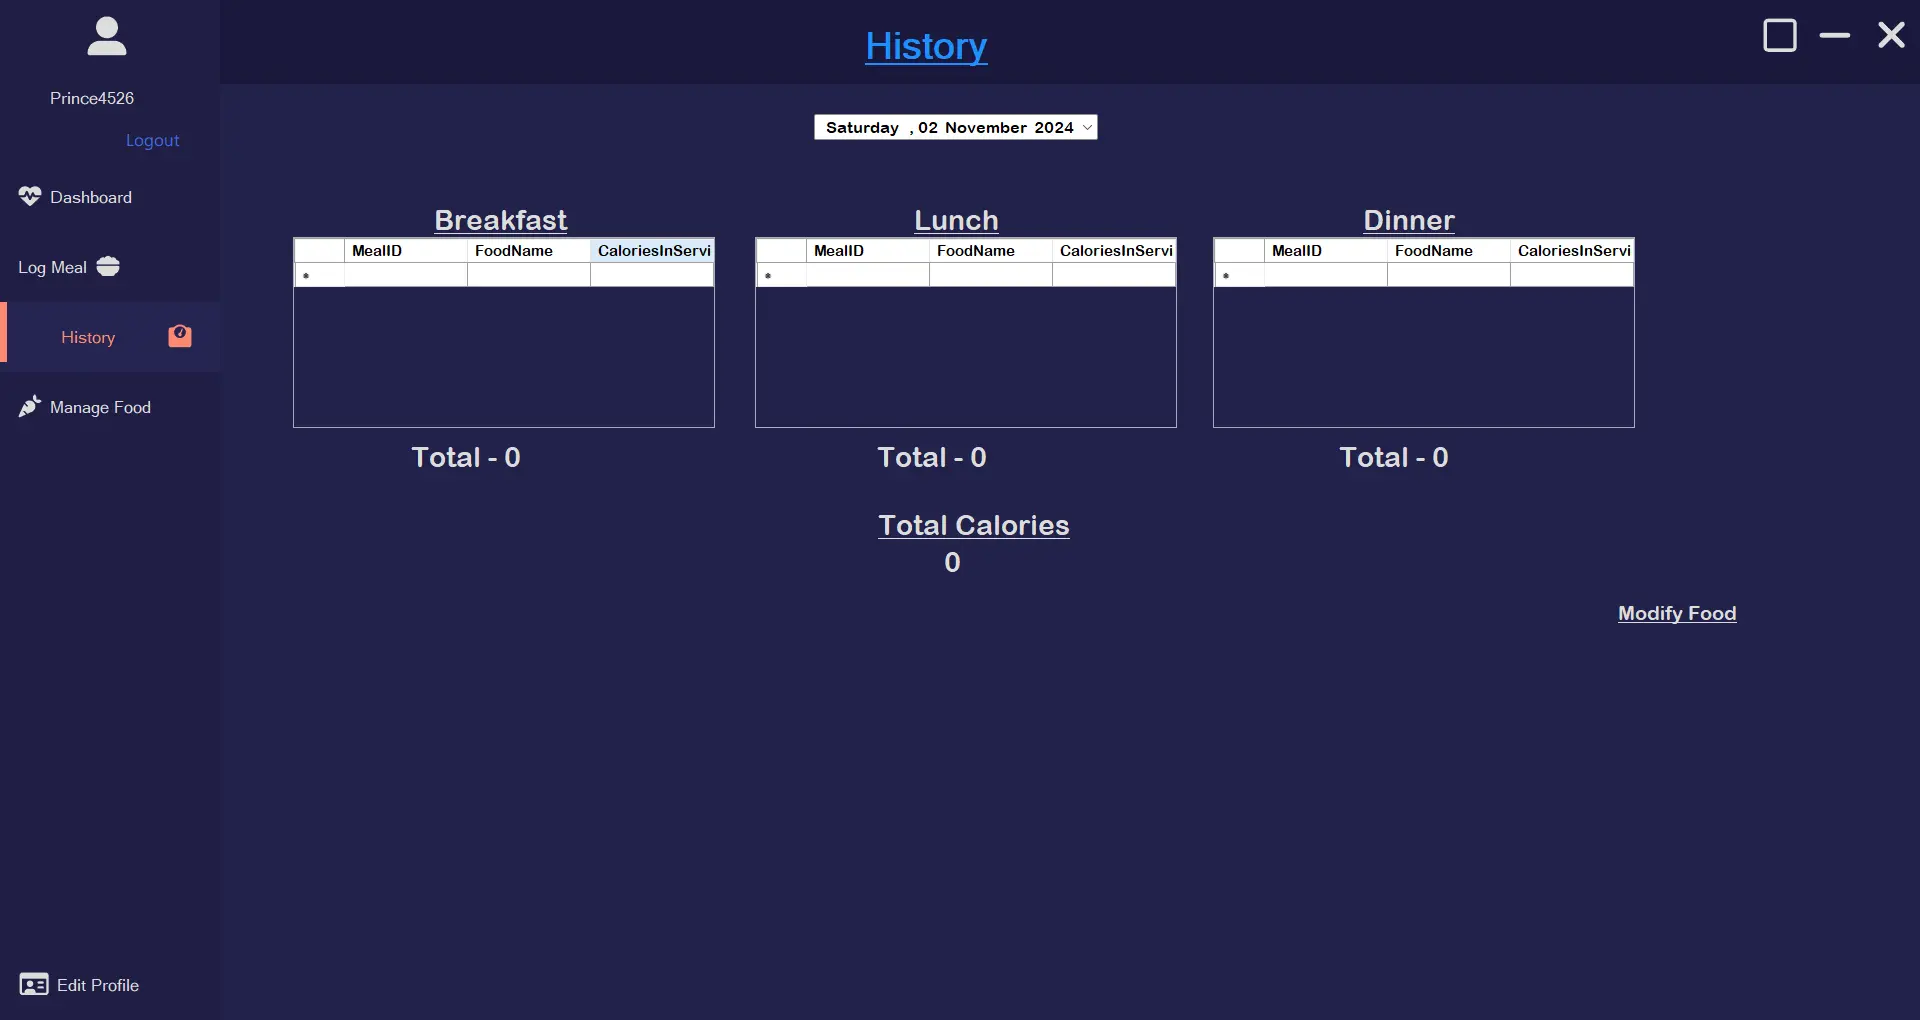 Prince4526
Logout
Dashboard
Log Meal
History
Manage Food
Edit Profile
History
Saturday , 02 November 2024
Breakfast
MealID FoodName CaloriesInServi
*
Total - 0
Lunch
MealID FoodName CaloriesInServi
*
Total - 0
Dinner
MealID FoodName CaloriesInServi
*
Total - 0
Total Calories
0
Modify Food